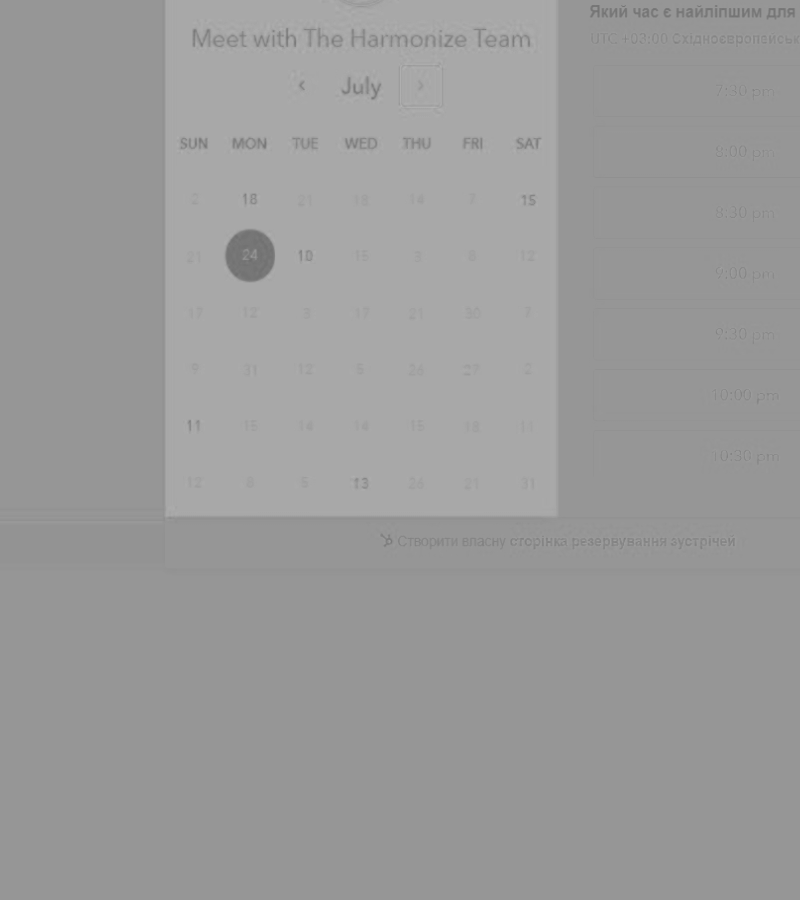 Meet with The Harmonize Team
July
SUN MON TUE WED THU FRI SAT
2 18 21 18 14 7 15
21 24 10 15 3 8 12
17 12 3 17 21 30 7
9 31 12 5 26 27 2
11 15 14 14 15 18 11
12 8 5 13 26 21 31
Який час є найліпшим для
UTC +03:00 Східноєвропейськ
7:30 pm
8:00 pm
8:30 pm
9:00 pm
9:30 pm
10:00 pm
10:30 pm
Створити власну сторінка резервування зустрічей